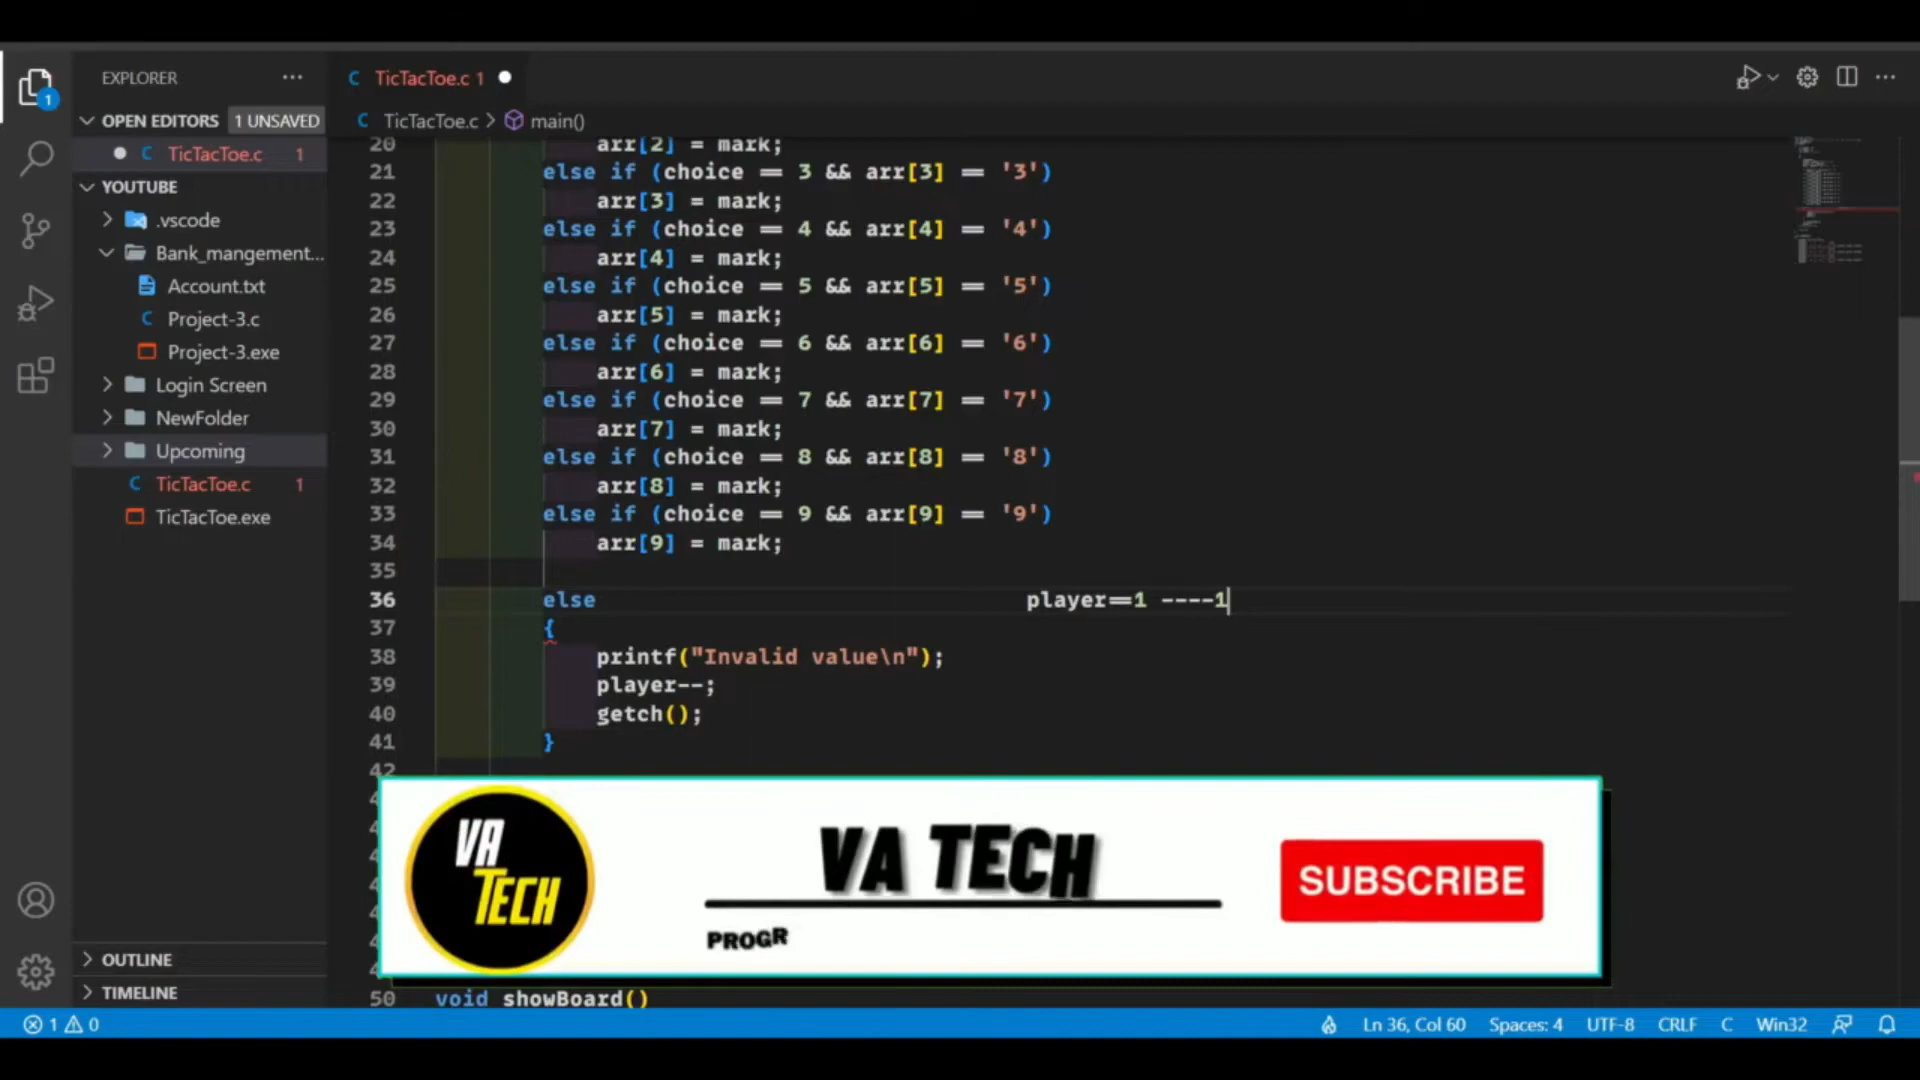 EXPLORER
TicTacToe.c 1
OPEN EDITORS 1 UNSAVED
TicTacToe.c > main()
TicTacToe.c 1
YOUTUBE
.vscode
Bank_mangement...
Account.txt
Project-3.c
Project-3.exe
Login Screen
NewFolder
Upcoming
TicTacToe.c 1
TicTacToe.exe
OUTLINE
TIMELINE
1
20 arr[2] = mark;
21 else if (choice == 3 && arr[3] == '3')
22 arr[3] = mark;
23 else if (choice == 4 && arr[4] == '4')
24 arr[4] = mark;
25 else if (choice == 5 && arr[5] == '5')
26 arr[5] = mark;
27 else if (choice == 6 && arr[6] == '6')
28 arr[6] = mark;
29 else if (choice == 7 && arr[7] == '7')
30 arr[7] = mark;
31 else if (choice == 8 && arr[8] == '8')
32 arr[8] = mark;
33 else if (choice == 9 && arr[9] == '9')
34 arr[9] = mark;
35
36 else player==1 ----1
37 {
38 printf("Invalid value\n");
39 player--;
40 getch();
41 }
42
VA TECH
VA TECH
PROGR
SUBSCRIBE
50 void showBoard()
1 0 Ln 36, Col 60 Spaces: 4 UTF-8 CRLF C Win32